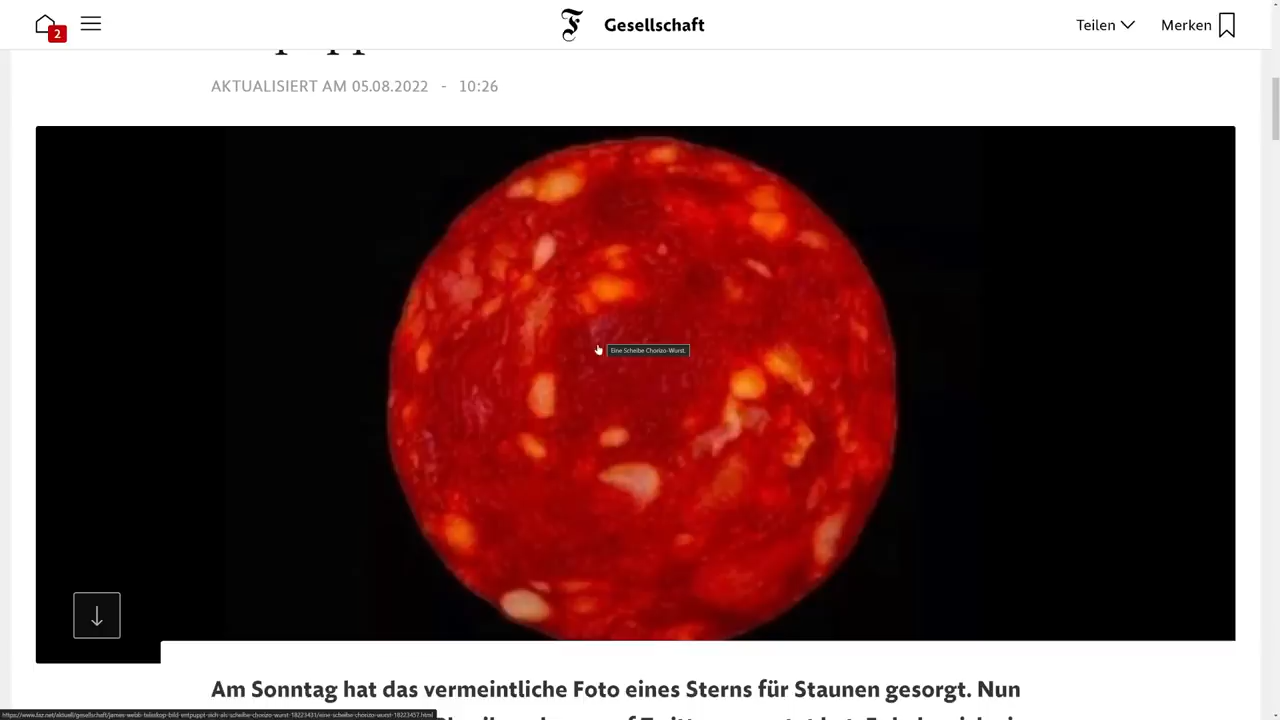 2
F
Gesellschaft
Teilen
Merken
AKTUALISIERT AM 05.08.2022 - 10:26
Eine Scheibe Chorizo-Wurst.
Am Sonntag hat das vermeintliche Foto eines Sterns für Staunen gesorgt. Nun